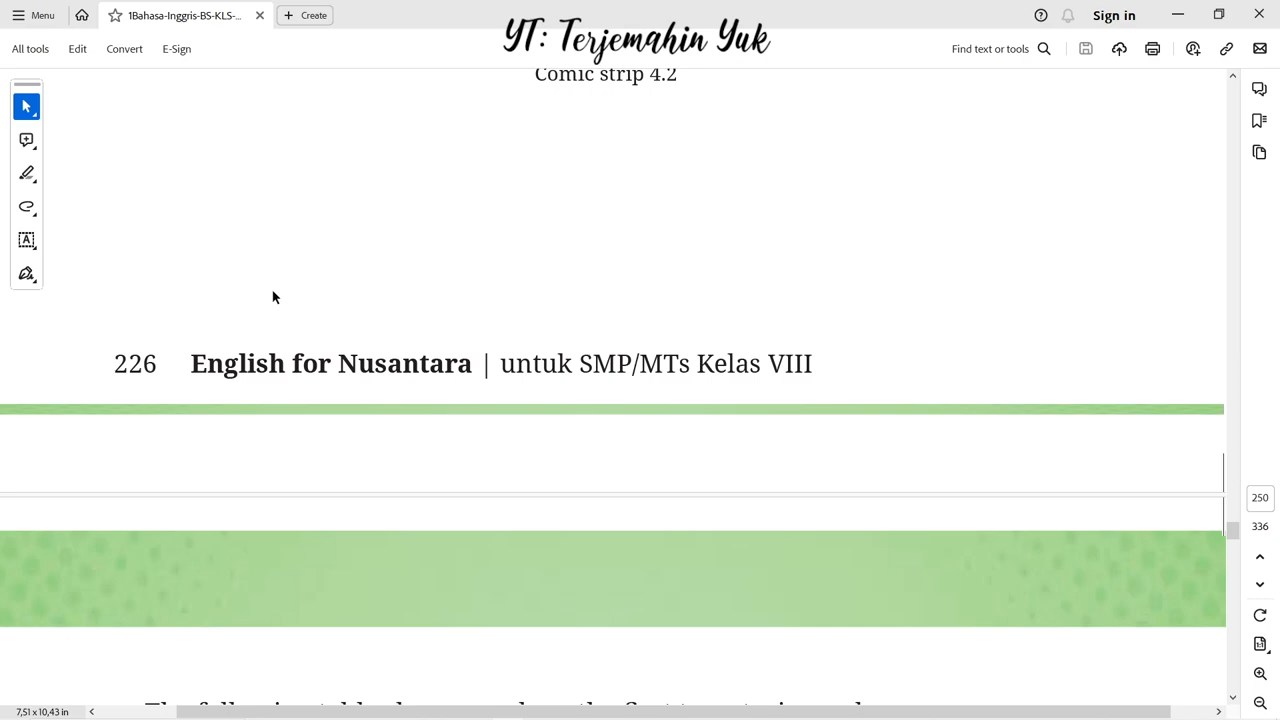 Menu
1Bahasa-Inggris-BS-KLS-...
Create
Sign in
All tools
Edit
Convert
E-Sign
YT: Terjemahin Yuk
Find text or tools
Comic strip 4.2
226 English for Nusantara | untuk SMP/MTs Kelas VIII
250
336
7,51 x 10,43 in